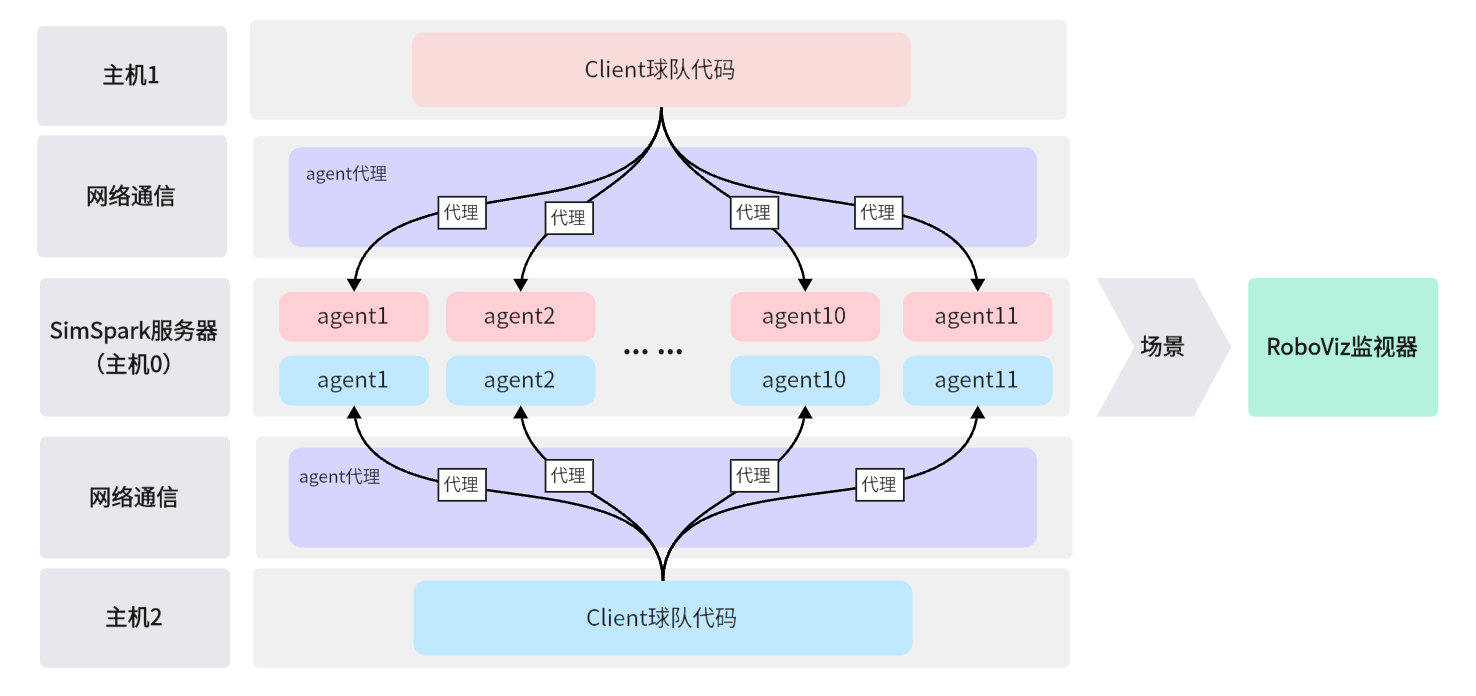 主机1
Client球队代码
网络通信
agent代理
代理
代理
代理
代理
SimSpark服务器
（主机0）
agent1
agent2
agent10
agent11
... ...
agent1
agent2
agent10
agent11
场景
RoboViz监视器
网络通信
agent代理
代理
代理
代理
代理
主机2
Client球队代码